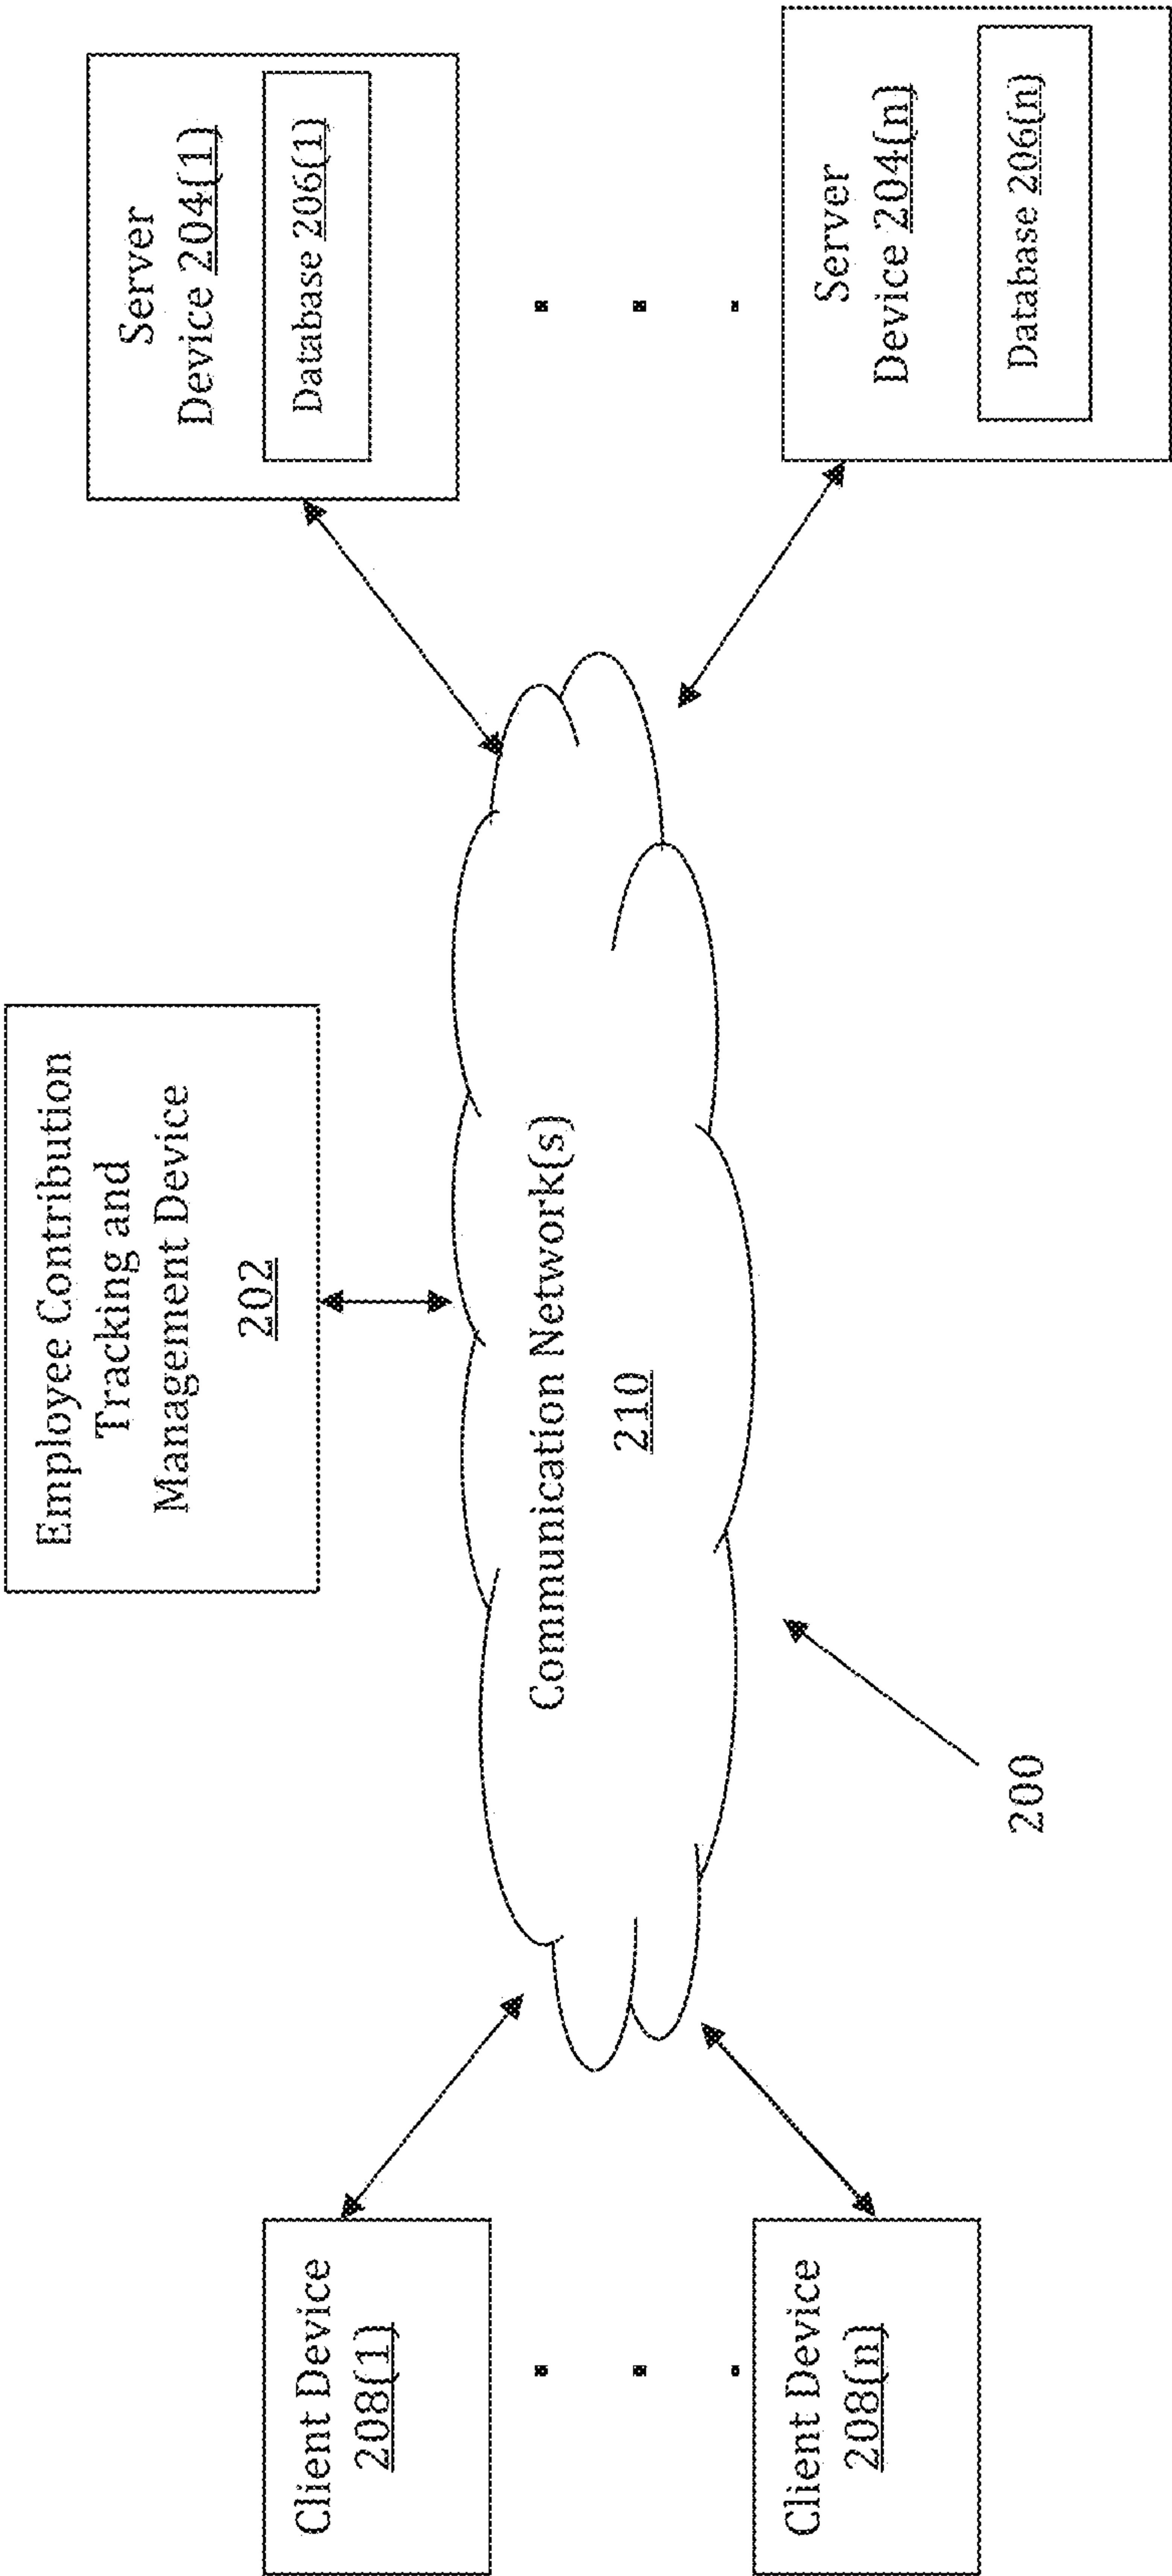 Employee Contribution
Tracking and
Management Device
202
Client Device
208(1)
Client Device
208(n)
Communication Network(s)
210
200
Server
Device 204(1)
Database 206(1)
Server
Device 204(n)
Database 206(n)